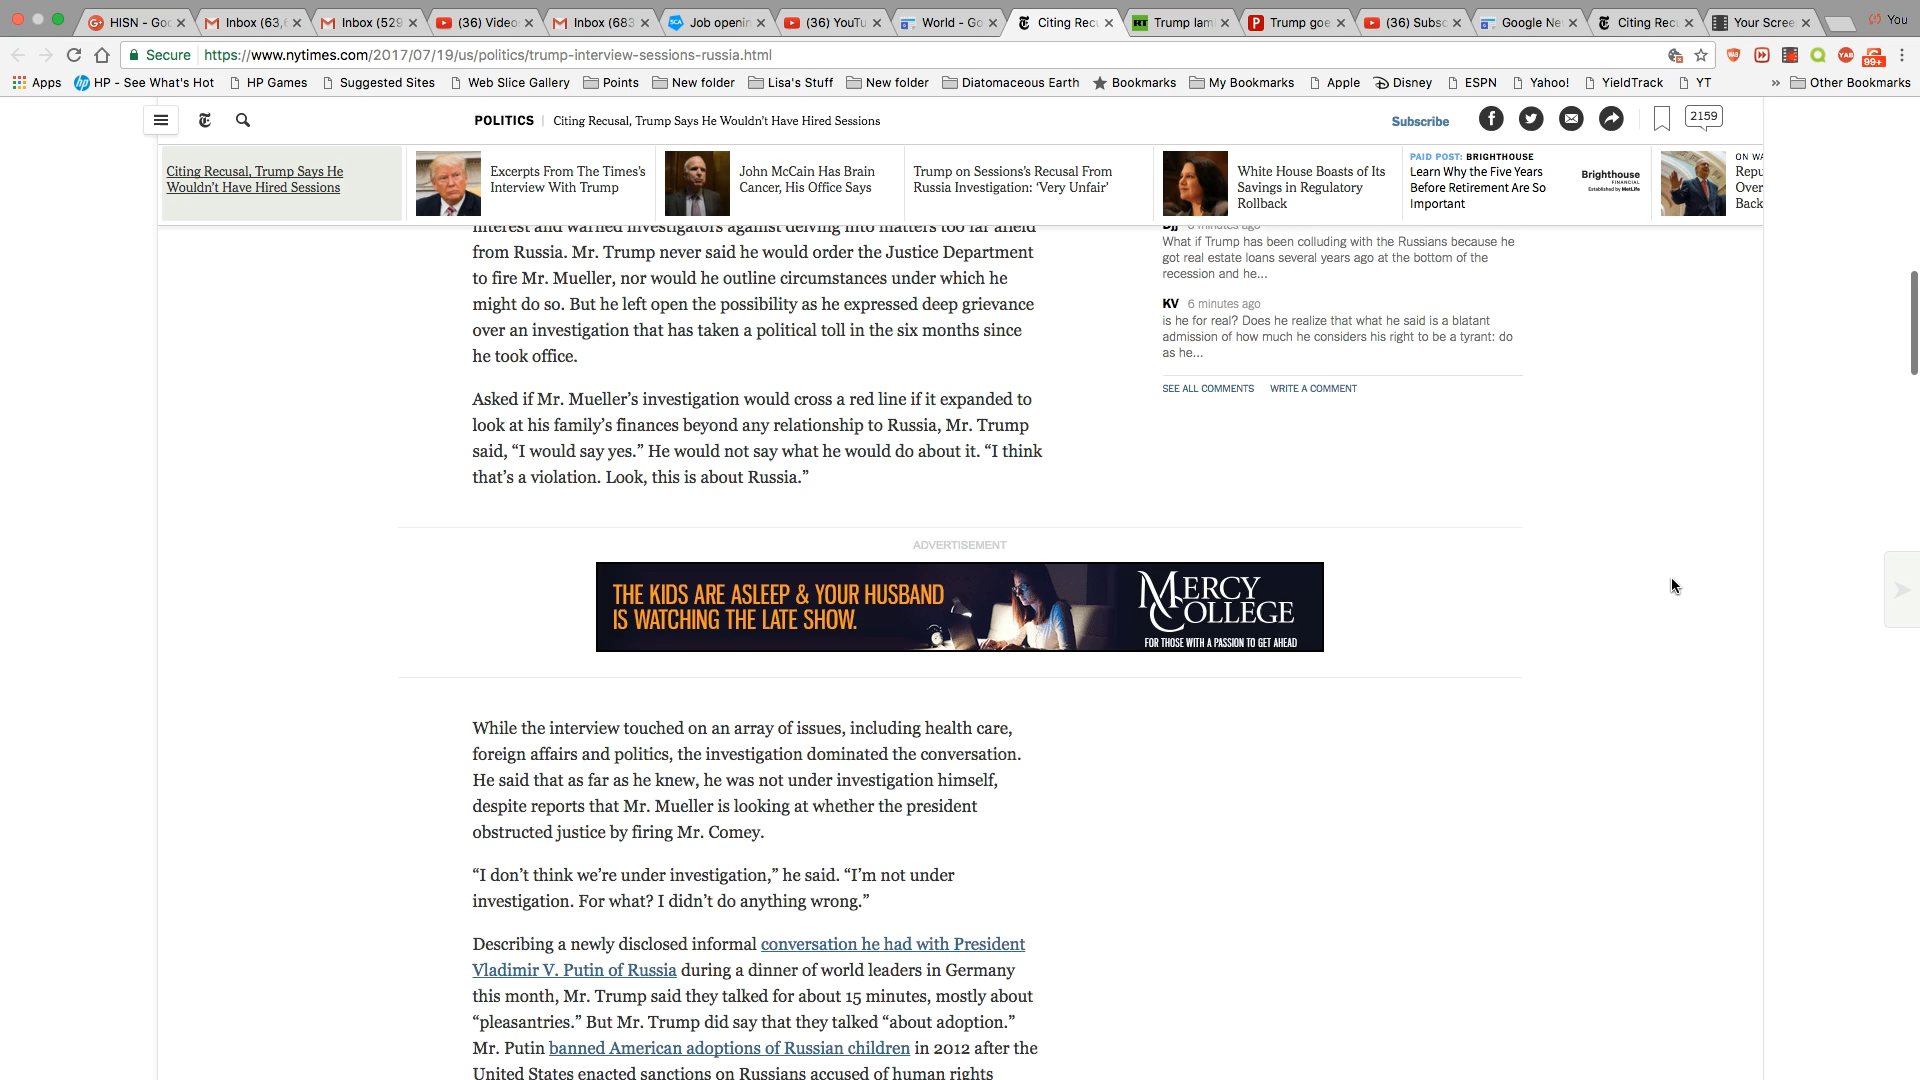 HISN - Goo
Inbox (63,6
Inbox (529
(36) Videos
Inbox (683
Job openin
(36) YouTu
World - Go
Citing Recu
Trump lam
Trump goe
(36) Subsc
Google Ne
Citing Recu
Your Scree
You
Secure
https://www.nytimes.com/2017/07/19/us/politics/trump-interview-sessions-russia.html
99+
Apps
HP - See What's Hot
HP Games
Suggested Sites
Web Slice Gallery
Points
New folder
Lisa's Stuff
New folder
Diatomaceous Earth
Bookmarks
My Bookmarks
Apple
Disney
ESPN
Yahoo!
YieldTrack
YT
Other Bookmarks
POLITICS
Citing Recusal, Trump Says He Wouldn't Have Hired Sessions
Subscribe
2159
Citing Recusal, Trump Says He
Wouldn't Have Hired Sessions
Excerpts From The Times's
Interview With Trump
John McCain Has Brain
Cancer, His Office Says
Trump on Sessions's Recusal From
Russia Investigation: 'Very Unfair'
White House Boasts of Its
Savings in Regulatory
Rollback
PAID POST: BRIGHTHOUSE
Learn Why the Five Years
Before Retirement Are So
Important
Brighthouse
FINANCIAL
Established by MetLife
ON WA
Repu
Over
Back
interest and warned investigators against delving into matters too far afield
from Russia. Mr. Trump never said he would order the Justice Department
to fire Mr. Mueller, nor would he outline circumstances under which he
might do so. But he left open the possibility as he expressed deep grievance
over an investigation that has taken a political toll in the six months since
he took office.
Asked if Mr. Mueller's investigation would cross a red line if it expanded to
look at his family's finances beyond any relationship to Russia, Mr. Trump
said, “I would say yes.” He would not say what he would do about it. “I think
that's a violation. Look, this is about Russia.”
minutes ago
What if Trump has been colluding with the Russians because he
got real estate loans several years ago at the bottom of the
recession and he...
KV 6 minutes ago
is he for real? Does he realize that what he said is a blatant
admission of how much he considers his right to be a tyrant: do
as he...
SEE ALL COMMENTS WRITE A COMMENT
ADVERTISEMENT
THE KIDS ARE ASLEEP & YOUR HUSBAND
IS WATCHING THE LATE SHOW.
MERCY
COLLEGE
FOR THOSE WITH A PASSION TO GET AHEAD
While the interview touched on an array of issues, including health care,
foreign affairs and politics, the investigation dominated the conversation.
He said that as far as he knew, he was not under investigation himself,
despite reports that Mr. Mueller is looking at whether the president
obstructed justice by firing Mr. Comey.
“I don't think we're under investigation,” he said. “I'm not under
investigation. For what? I didn't do anything wrong.”
Describing a newly disclosed informal conversation he had with President
Vladimir V. Putin of Russia during a dinner of world leaders in Germany
this month, Mr. Trump said they talked for about 15 minutes, mostly about
“pleasantries.” But Mr. Trump did say that they talked “about adoption.”
Mr. Putin banned American adoptions of Russian children in 2012 after the
United States enacted sanctions on Russians accused of human rights